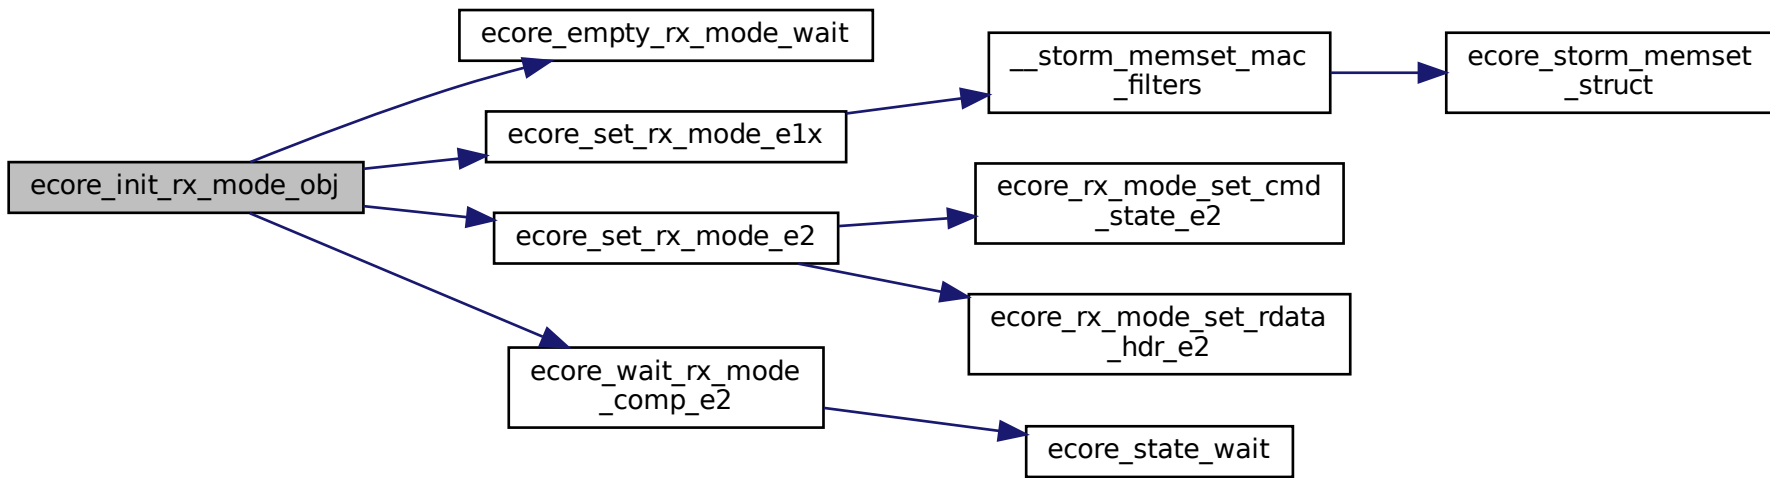 ecore_init_rx_mode_obj
ecore_empty_rx_mode_wait
ecore_set_rx_mode_e1x
ecore_set_rx_mode_e2
ecore_wait_rx_mode
_comp_e2
__storm_memset_mac
_filters
ecore_rx_mode_set_cmd
_state_e2
ecore_rx_mode_set_rdata
_hdr_e2
ecore_state_wait
ecore_storm_memset
_struct